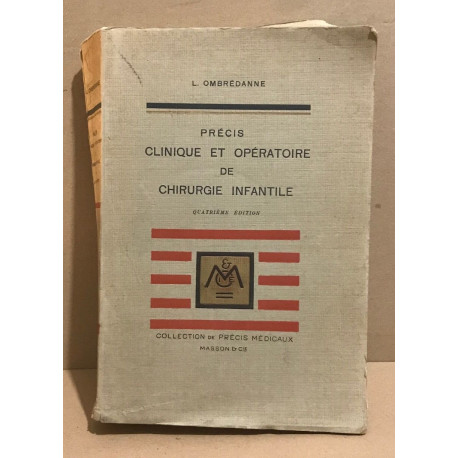 L. OMBRÉDANNE
PRÉCIS
CLINIQUE ET OPÉRATOIRE
DE
CHIRURGIE INFANTILE
QUATRIÈME ÉDITION
COLLECTION DE PRÉCIS MÉDICAUX
MASSON & CIE